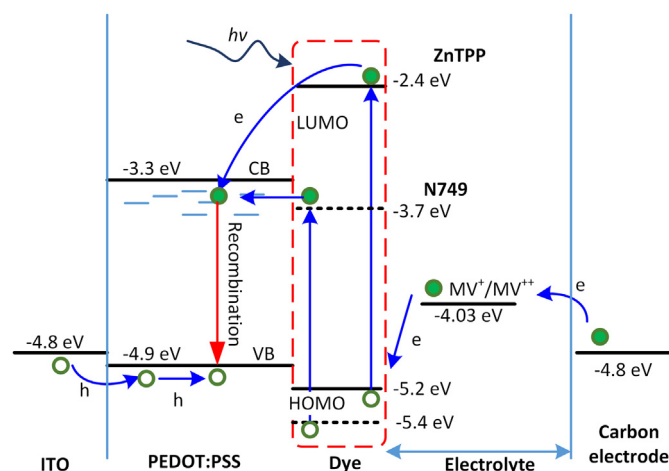 hν
ZnTPP
-2.4 eV
e
LUMO
-3.3 eV
CB
N749
-3.7 eV
Recombination
MV⁺/MV⁺⁺
e
-4.03 eV
e
-4.8 eV
-4.9 eV
VB
-4.8 eV
h
h
-5.2 eV
HOMO
-5.4 eV
ITO
PEDOT:PSS
Dye
Electrolyte
Carbon
electrode